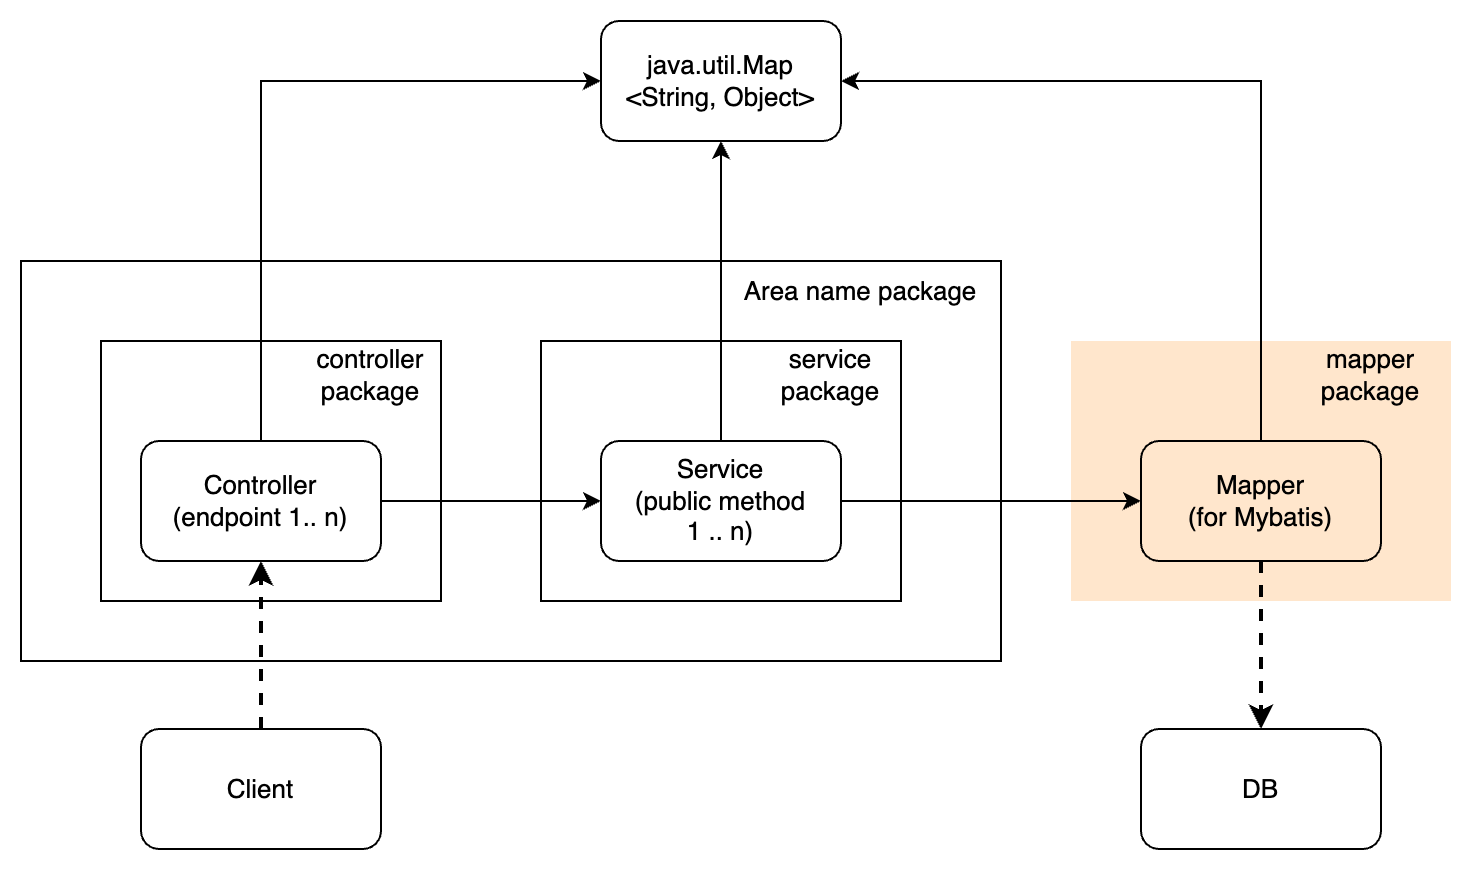 java.util.Map
<String, Object>
Area name package
controller
package
service
package
mapper
package
Controller
(endpoint 1.. n)
Service
(public method
1 .. n)
Mapper
(for Mybatis)
Client
DB